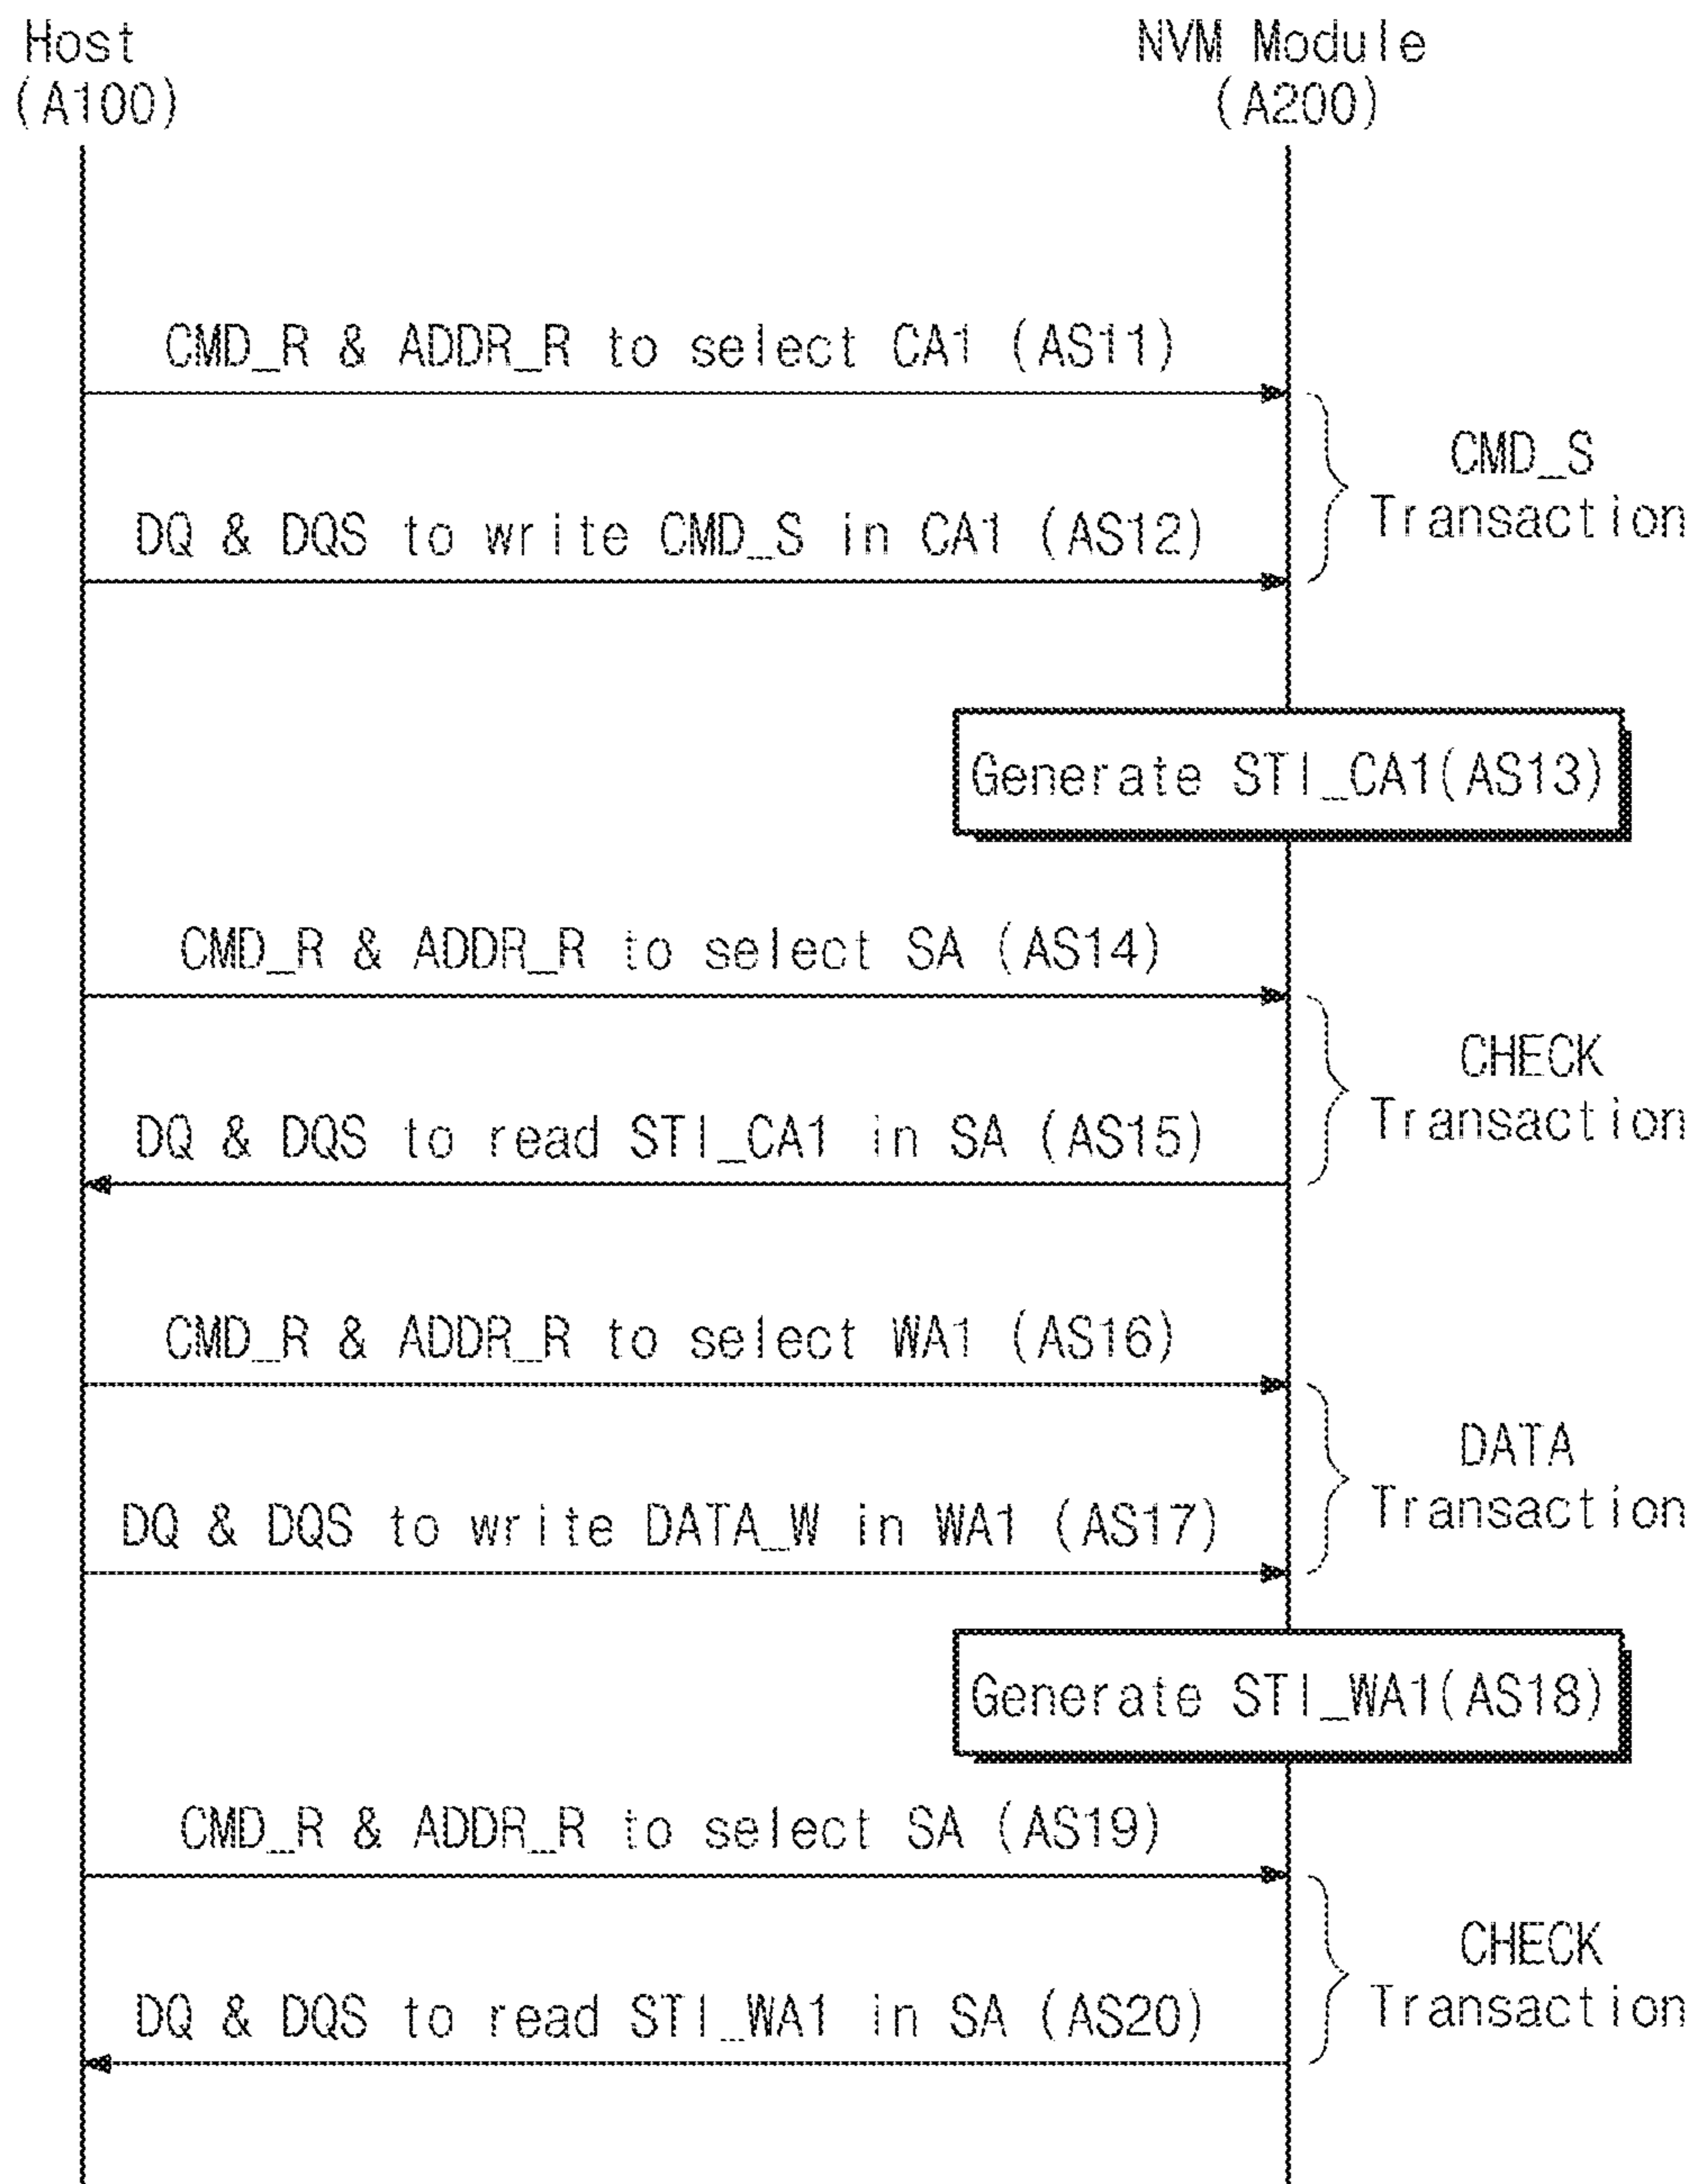 Host
(A100)
NVM Module
(A200)
CMD_R & ADDR_R to select CA1 (AS11)
CMD_S
Transaction
DQ & DQS to write CMD_S in CA1 (AS12)
Generate STI_CA1(AS13)
CMD_R & ADDR_R to select SA (AS14)
CHECK
Transaction
DQ & DQS to read STI_CA1 in SA (AS15)
CMD_R & ADDR_R to select WA1 (AS16)
DATA
Transaction
DQ & DQS to write DATA_W in WA1 (AS17)
Generate STI_WA1(AS18)
CMD_R & ADDR_R to select SA (AS19)
CHECK
Transaction
DQ & DQS to read STI_WA1 in SA (AS20)